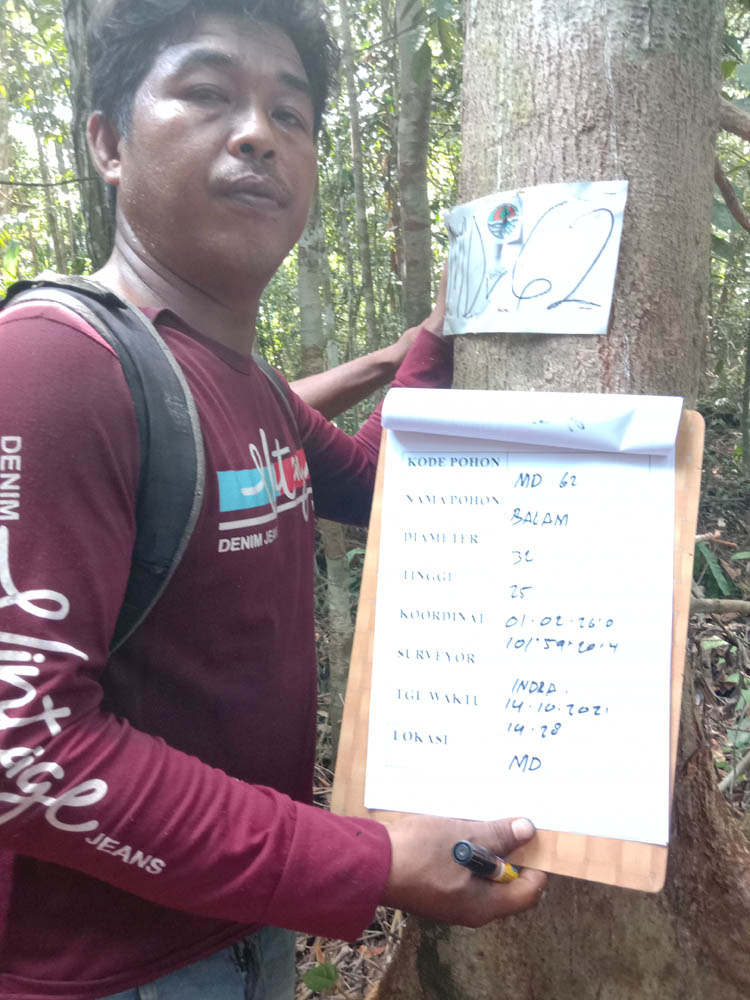 MD 62
KODE POHON MD 62
NAMA POHON BALAM
DIAMETER 32
TINGGI 25
KOORDINAT 01.02.26.0
101.59.20.4
SURVEYOR INDRA.
TGL WAKTU 14.10.2021
14.28
LOKASI MD
DENIM JEANS
DENIM
Vintage
JEANS